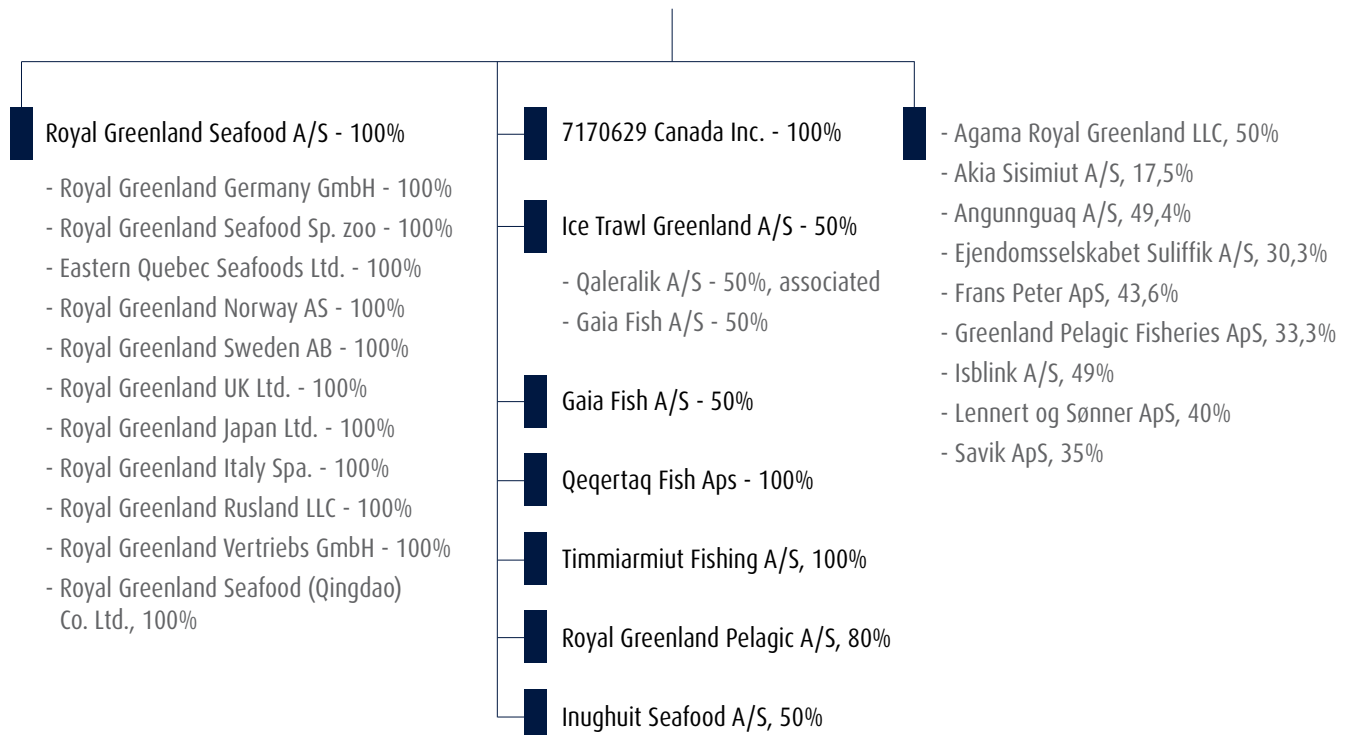 Royal Greenland Seafood A/S - 100%
- Royal Greenland Germany GmbH - 100%
- Royal Greenland Seafood Sp. zoo - 100%
- Eastern Quebec Seafoods Ltd. - 100%
- Royal Greenland Norway AS - 100%
- Royal Greenland Sweden AB - 100%
- Royal Greenland UK Ltd. - 100%
- Royal Greenland Japan Ltd. - 100%
- Royal Greenland Italy Spa. - 100%
- Royal Greenland Rusland LLC - 100%
- Royal Greenland Vertriebs GmbH - 100%
- Royal Greenland Seafood (Qingdao)
Co. Ltd., 100%
7170629 Canada Inc. - 100%
Ice Trawl Greenland A/S - 50%
- Qaleralik A/S - 50%, associated
- Gaia Fish A/S - 50%
Gaia Fish A/S - 50%
Qeqertaq Fish Aps - 100%
Timmiarmiut Fishing A/S, 100%
Royal Greenland Pelagic A/S, 80%
Inughuit Seafood A/S, 50%
- Agama Royal Greenland LLC, 50%
- Akia Sisimiut A/S, 17,5%
- Angunnguaq A/S, 49,4%
- Ejendomsselskabet Suliffik A/S, 30,3%
- Frans Peter ApS, 43,6%
- Greenland Pelagic Fisheries ApS, 33,3%
- Isblink A/S, 49%
- Lennert og Sønner ApS, 40%
- Savik ApS, 35%